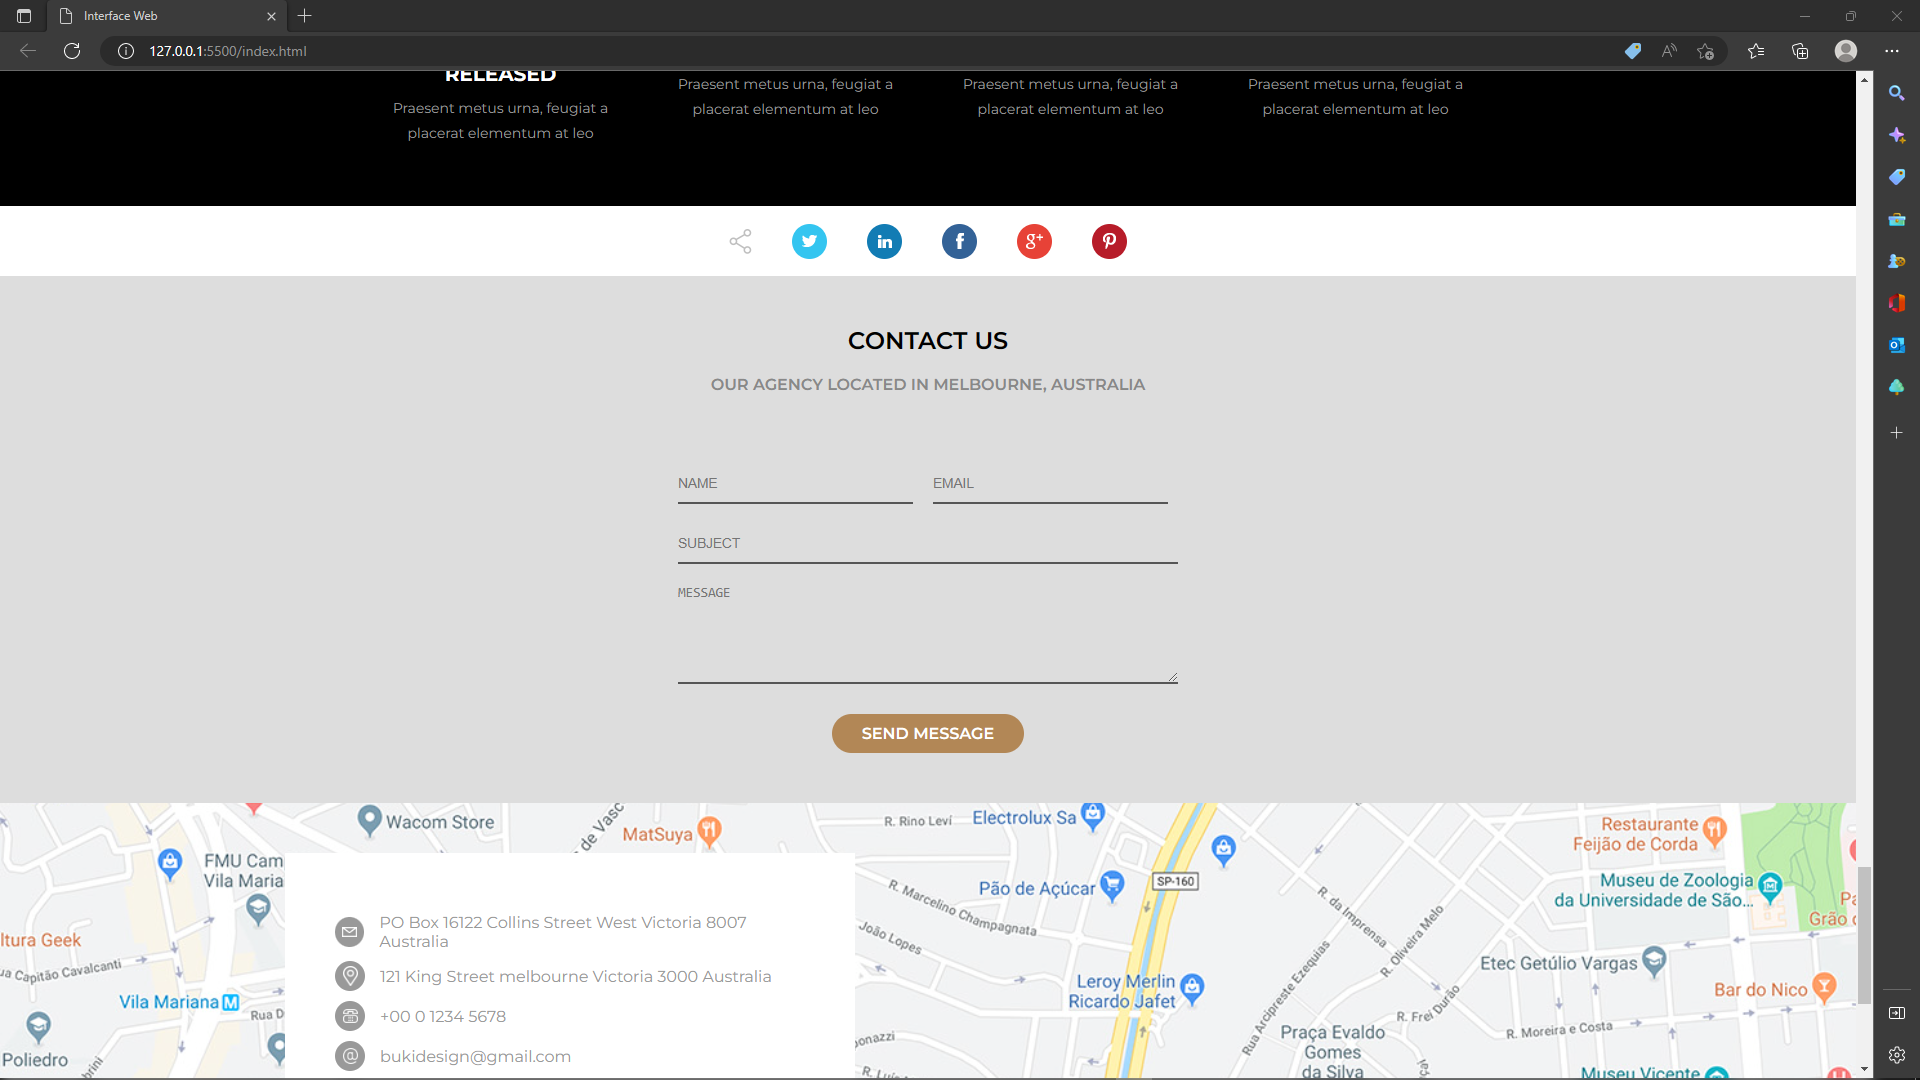 Interface Web
127.0.0.1:5500/index.html
RELEASED
Praesent metus urna, feugiat a
placerat elementum at leo
Praesent metus urna, feugiat a
placerat elementum at leo
Praesent metus urna, feugiat a
placerat elementum at leo
Praesent metus urna, feugiat a
placerat elementum at leo
CONTACT US
OUR AGENCY LOCATED IN MELBOURNE, AUSTRALIA
NAME
EMAIL
SUBJECT
MESSAGE
SEND MESSAGE
Wacom Store
de Vasc
MatSuya
R. Rino Levi
Electrolux Sa
Restaurante
Feijão de Corda
FMU Cam
Vila Maria
Pão de Açúcar
SP-160
R. Marcelino Champagnata
João Lopes
R. da Imprensa
R. Oliveira Melo
Museu de Zoologia
da Universidade de São...
Pa
Grão d
ltura Geek
ua Capitão Cavalcanti
Vila Mariana M
Rua D
Poliedro
brini
PO Box 16122 Collins Street West Victoria 8007
Australia
121 King Street melbourne Victoria 3000 Australia
+00 0 1234 5678
bukidesign@gmail.com
Leroy Merlin
Ricardo Jafet
Rua Arcipreste Ezequias
R. Frei Durão
Etec Getúlio Vargas
Bar do Nico
R. Moreira e Costa
Praça Evaldo
Gomes
da Silva
Museu Vicente